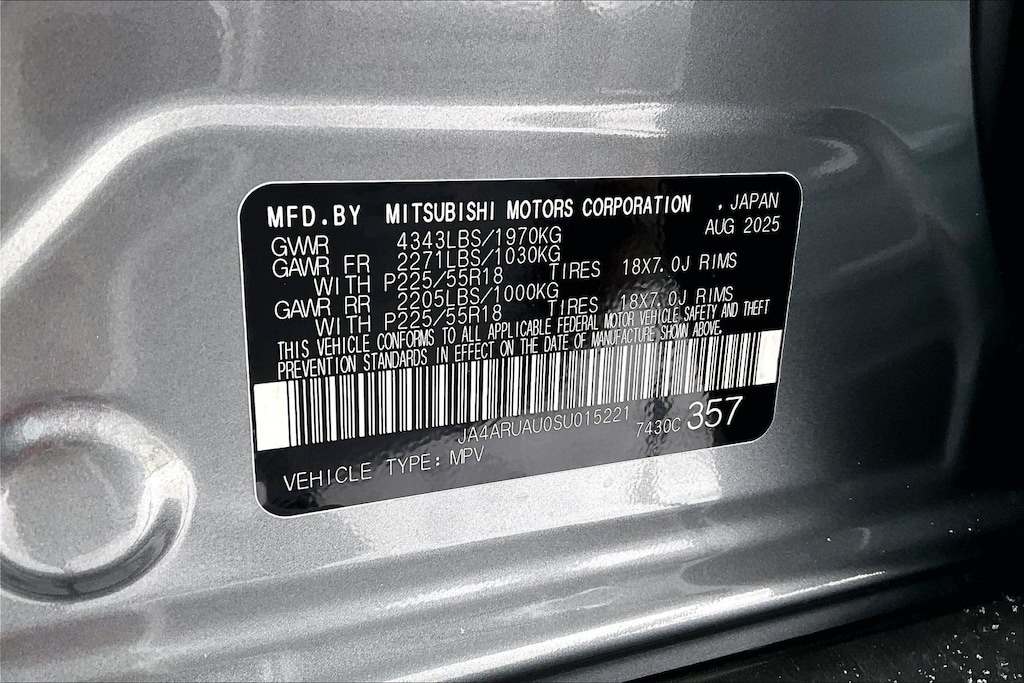 MFD.BY MITSUBISHI MOTORS CORPORATION , JAPAN
AUG 2025
GVWR 4343LBS/1970KG
GAWR FR 2271LBS/1030KG
WITH P225/55R18 TIRES 18X7.0J RIMS
GAWR RR 2205LBS/1000KG
WITH P225/55R18 TIRES 18X7.0J RIMS
THIS VEHICLE CONFORMS TO ALL APPLICABLE FEDERAL MOTOR VEHICLE SAFETY AND THEFT
PREVENTION STANDARDS IN EFFECT ON THE DATE OF MANUFACTURE SHOWN ABOVE.
JA4ARUAU0SU015221
7430C 357
VEHICLE TYPE: MPV